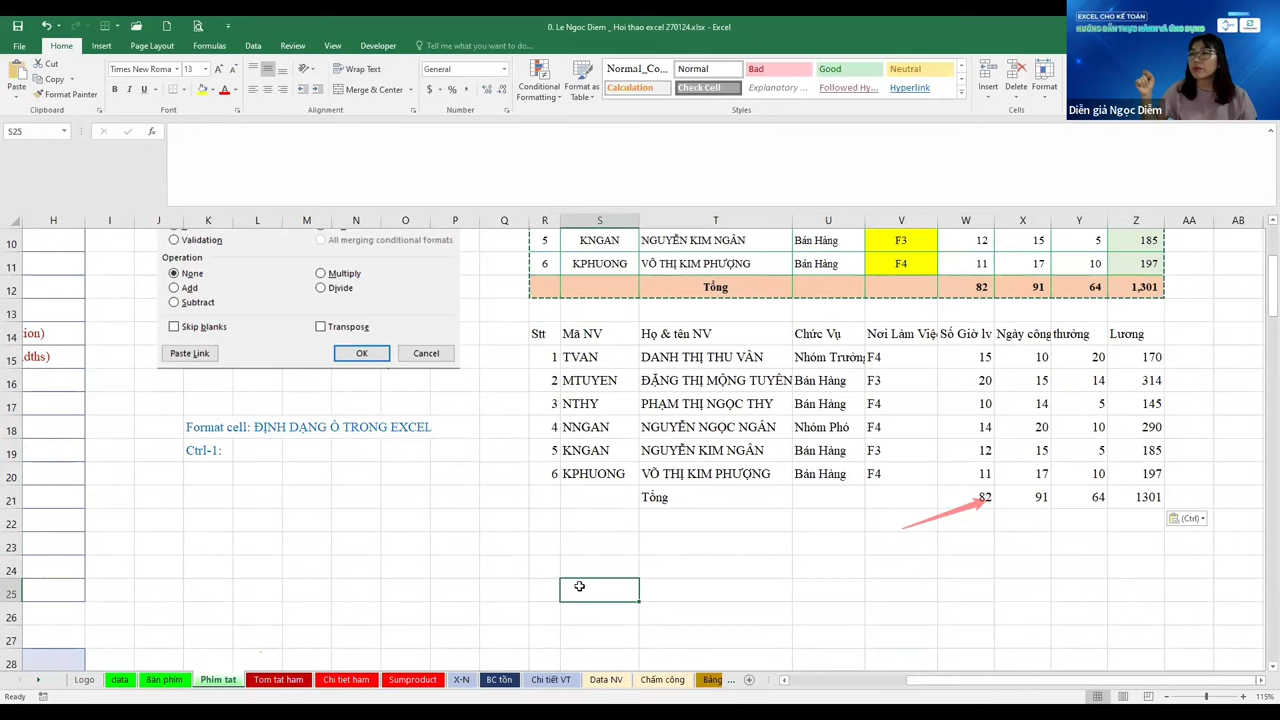 0. Le Ngoc Diem _ Hoi thao excel 270124.xlsx - Excel
File Home Insert Page Layout Formulas Data Review View Developer Tell me what you want to do...
Paste Cut Copy Format Painter
Clipboard
Times New Roma 13
B I U
Font
Wrap Text
Merge & Center
Alignment
General
$ % ,
Number
Conditional Formatting Format as Table
Normal_Co... Normal Bad Good Neutral
Calculation Check Cell Explanatory ... Followed Hy... Hyperlink
Styles
Insert Delete Format
Cells
EXCEL CHO KẾ TOÁN
HƯỚNG DẪN THỰC HÀNH VÀ ỨNG DỤNG
Diễn giả Ngọc Diễm
S25 fx
H I J K L M N O P Q R S T U V W X Y Z AA AB
10 Validation All merging conditional formats 5 KNGAN NGUYỄN KIM NGÂN Bán Hàng F3 12 15 5 185
Operation
11 None Multiply 6 KPHUONG VÕ THỊ KIM PHƯỢNG Bán Hàng F4 11 17 10 197
12 Add Divide Tổng 82 91 64 1,301
Subtract
13
14 ion) Skip blanks Transpose Stt Mã NV Họ & tên NV Chức Vụ Nơi Làm Việ Số Giờ lv Ngày công thưởng Lương
15 dths) Paste Link OK Cancel 1 TVAN DANH THỊ THU VÂN Nhóm Trưởng F4 15 10 20 170
16 2 MTUYEN ĐẶNG THỊ MỘNG TUYÊN Bán Hàng F3 20 15 14 314
17 3 NTHY PHẠM THỊ NGỌC THY Bán Hàng F4 10 14 5 145
18 Format cell: ĐỊNH DẠNG Ô TRONG EXCEL 4 NNGAN NGUYỄN NGỌC NGÂN Nhóm Phó F4 14 20 10 290
19 Ctrl-1: 5 KNGAN NGUYỄN KIM NGÂN Bán Hàng F3 12 15 5 185
20 6 KPHUONG VÕ THỊ KIM PHƯỢNG Bán Hàng F4 11 17 10 197
21 Tổng 82 91 64 1301
22 (Ctrl)
23
24
25
26
27
28
Logo data Bàn phím Phim tat Tom tat ham Chi tiet ham Sumproduct X-N BC tồn Chi tiết VT Data NV Chấm công Bảng ...
Ready 115%